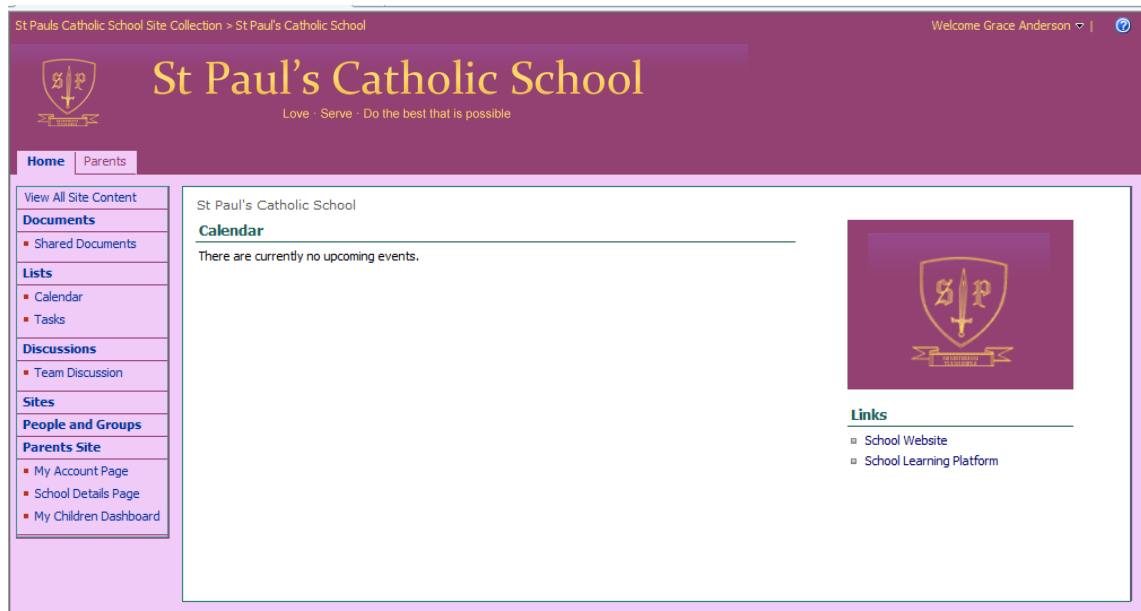 St Pauls Catholic School Site Collection > St Paul's Catholic School
Welcome Grace Anderson |
S P
St Paul's Catholic School
Love · Serve · Do the best that is possible
Home
Parents
View All Site Content
Documents
Shared Documents
Lists
Calendar
Tasks
Discussions
Team Discussion
Sites
People and Groups
Parents Site
My Account Page
School Details Page
My Children Dashboard
St Paul's Catholic School
Calendar
There are currently no upcoming events.
S P
Links
School Website
School Learning Platform